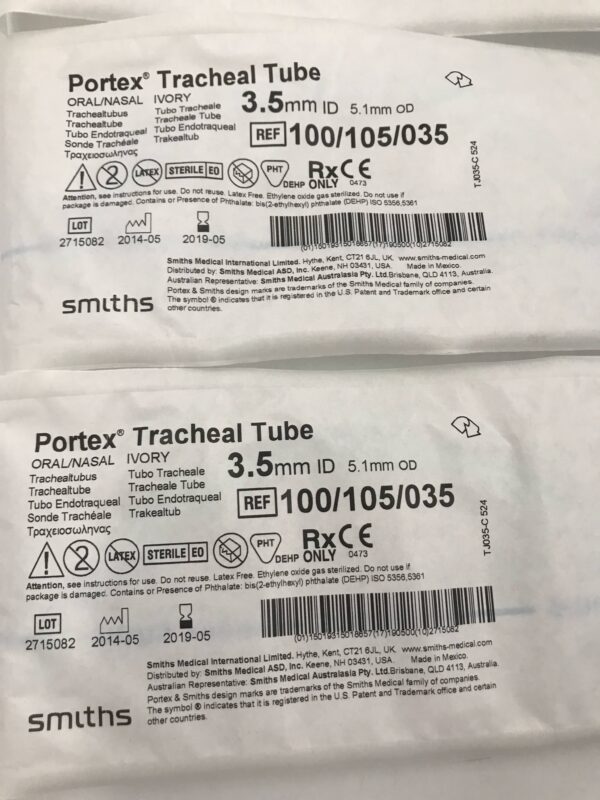 Portex® Tracheal Tube
ORAL/NASAL IVORY 3.5mm ID 5.1mm OD
Trachealtubus Tubo Tracheale
Trachealtube Tracheale Tube
Tubo Endotraqueal Tubo Endotraqueal
Sonde Trachéale Trakealtub
Τραχειοσωληνας
REF 100/105/035
LATEX STERILE EO PHT DEHP Rx ONLY CE 0473
TJ035-C 524
Attention, see instructions for use. Do not reuse. Latex Free. Ethylene oxide gas sterilized. Do not use if
package is damaged. Contains or Presence of Phthalate: bis(2-ethylhexyl) phthalate (DEHP) ISO 5356,5361
LOT
2715082 2014-05 2019-05
(01)15019315018657(17)190500(10)2715082
Smiths Medical International Limited. Hythe, Kent, CT21 6JL, UK. www.smiths-medical.com
Distributed by: Smiths Medical ASD, Inc. Keene, NH 03431, USA. Made in Mexico.
Australian Representative: Smiths Medical Australasia Pty. Ltd.Brisbane, QLD 4113, Australia.
Portex & Smiths design marks are trademarks of the Smiths Medical family of companies.
The symbol ® indicates that it is registered in the U.S. Patent and Trademark office and certain
other countries.
smiths
Portex® Tracheal Tube
ORAL/NASAL IVORY 3.5mm ID 5.1mm OD
Trachealtubus Tubo Tracheale
Trachealtube Tracheale Tube
Tubo Endotraqueal Tubo Endotraqueal
Sonde Trachéale Trakealtub
Τραχειοσωληνας
REF 100/105/035
LATEX STERILE EO PHT DEHP Rx ONLY CE 0473
TJ035-C 524
Attention, see instructions for use. Do not reuse. Latex Free. Ethylene oxide gas sterilized. Do not use if
package is damaged. Contains or Presence of Phthalate: bis(2-ethylhexyl) phthalate (DEHP) ISO 5356,5361
LOT
2715082 2014-05 2019-05
(01)15019315018657(17)190500(10)2715082
Smiths Medical International Limited. Hythe, Kent, CT21 6JL, UK. www.smiths-medical.com
Distributed by: Smiths Medical ASD, Inc. Keene, NH 03431, USA. Made in Mexico.
Australian Representative: Smiths Medical Australasia Pty. Ltd.Brisbane, QLD 4113, Australia.
Portex & Smiths design marks are trademarks of the Smiths Medical family of companies.
The symbol ® indicates that it is registered in the U.S. Patent and Trademark office and certain
other countries.
smiths